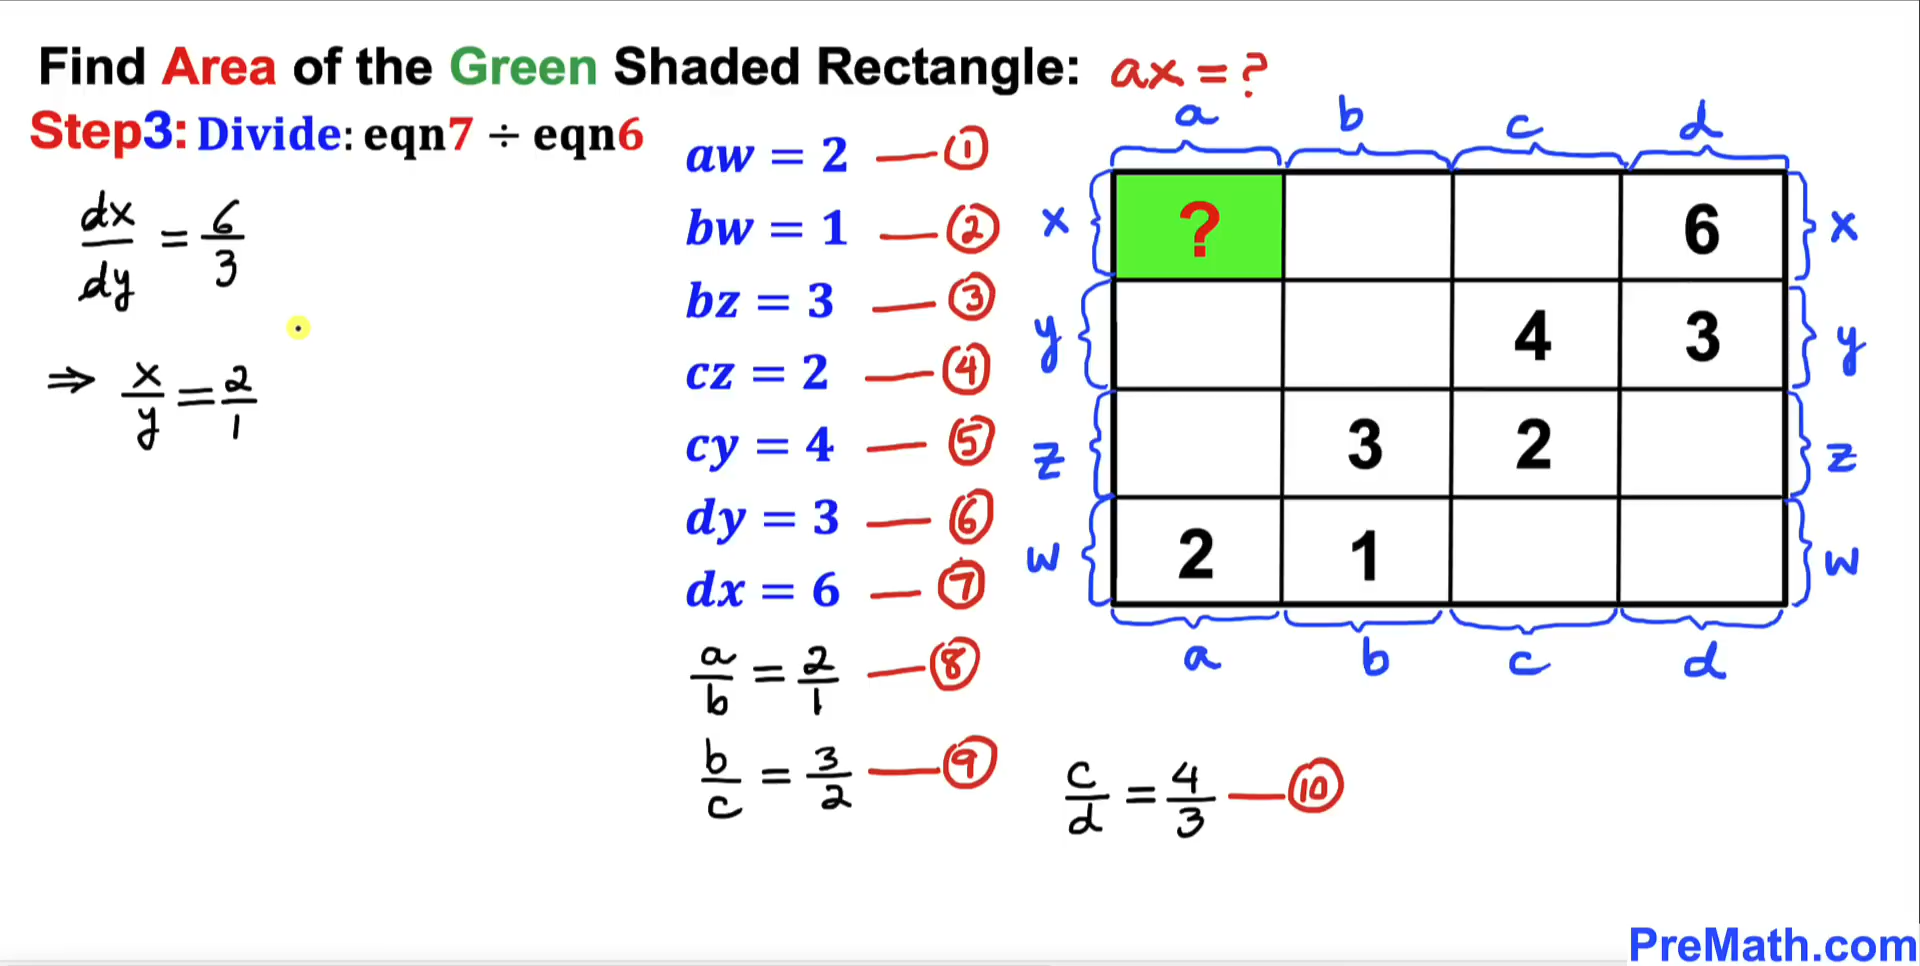 Find Area of the Green Shaded Rectangle: ax = ?
Step3: Divide: eqn7 ÷ eqn6
dx/dy = 6/3
⇒ x/y = 2/1
aw = 2 — ①
bw = 1 — ②
bz = 3 — ③
cz = 2 — ④
cy = 4 — ⑤
dy = 3 — ⑥
dx = 6 — ⑦
a/b = 2/1 — ⑧
b/c = 3/2 — ⑨
c/d = 4/3 — ⑩
a b c d
x ? 6 x
y 4 3 y
z 3 2 z
w 2 1 w
a b c d
PreMath.com